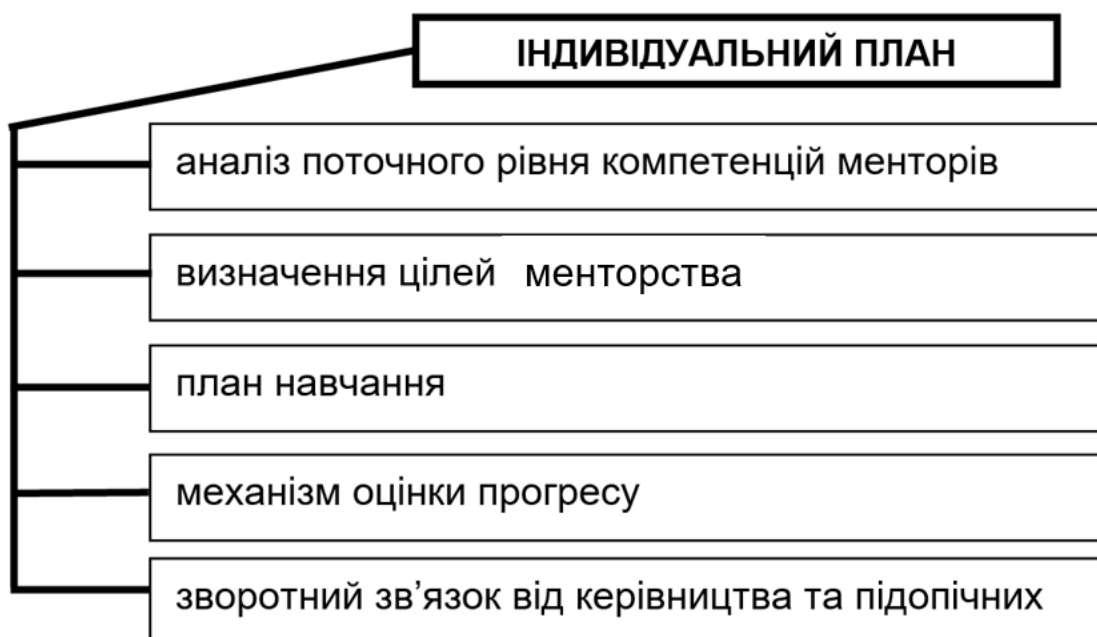 ІНДИВІДУАЛЬНИЙ ПЛАН
аналіз поточного рівня компетенцій менторів
визначення цілей менторства
план навчання
механізм оцінки прогресу
зворотний зв’язок від керівництва та підопічних